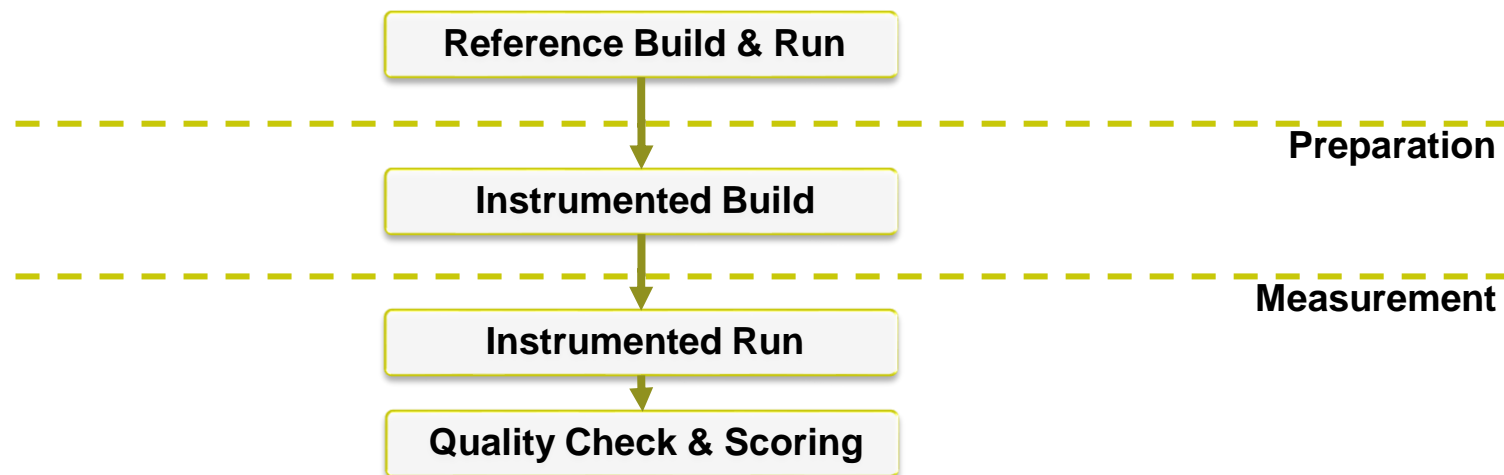 Reference Build & Run
Preparation
Instrumented Build
Measurement
Instrumented Run
Quality Check & Scoring